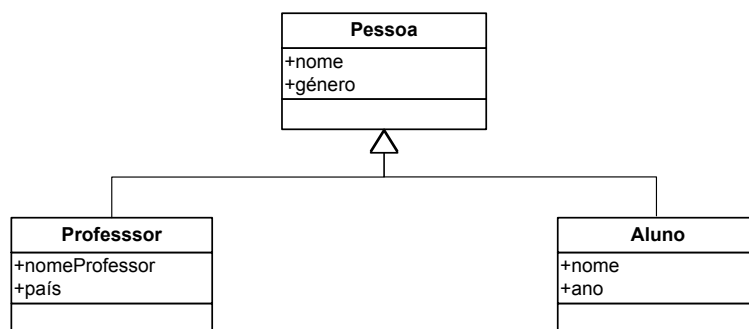 Pessoa
+nome
+género
Professsor
+nomeProfessor
+país
Aluno
+nome
+ano